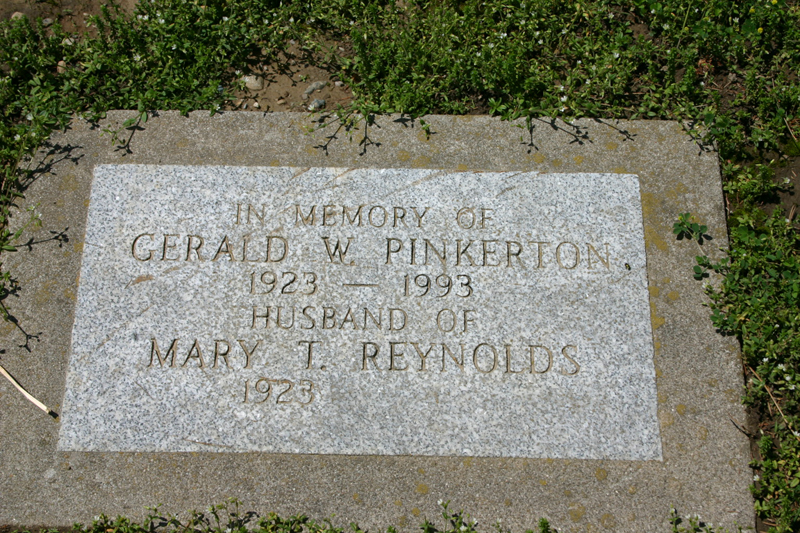 IN MEMORY OF
GERALD W. PINKERTON
1923 — 1993
HUSBAND OF
MARY T. REYNOLDS
1923